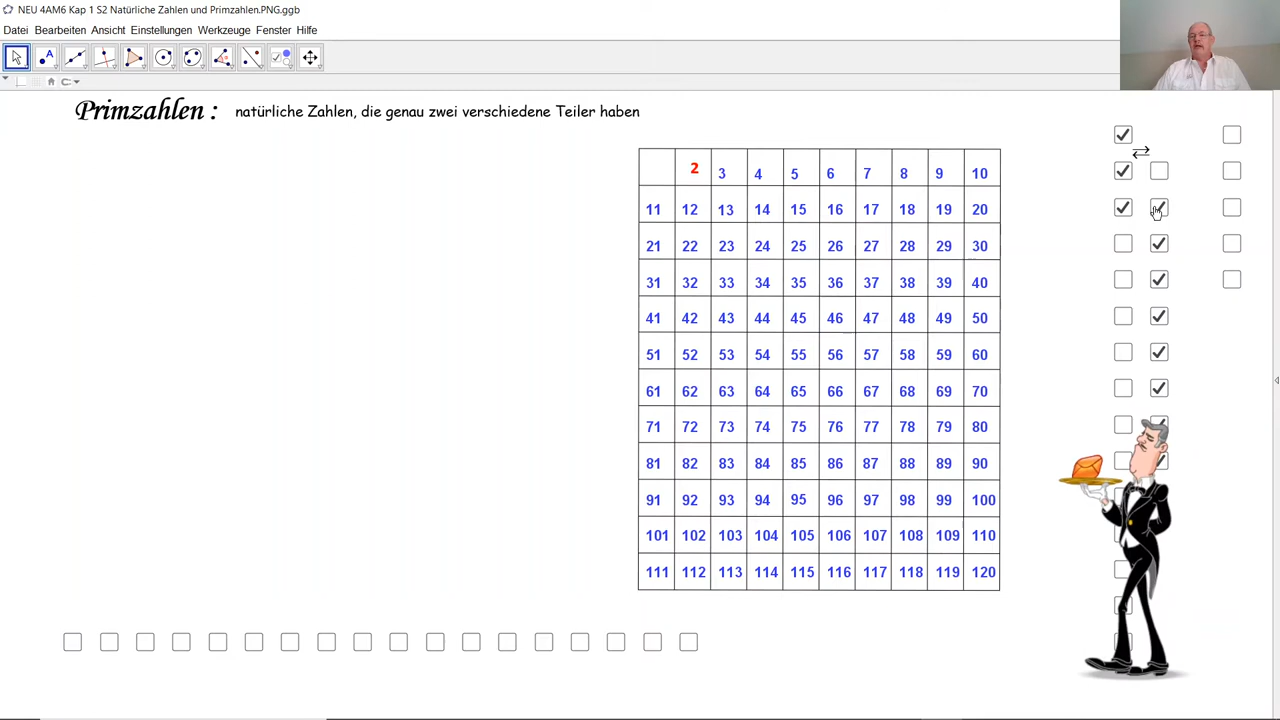 NEU 4AM6 Kap 1 S2 Natürliche Zahlen und Primzahlen.PNG.ggb
Datei Bearbeiten Ansicht Einstellungen Werkzeuge Fenster Hilfe
Primzahlen : natürliche Zahlen, die genau zwei verschiedene Teiler haben
2 3 4 5 6 7 8 9 10
11 12 13 14 15 16 17 18 19 20
21 22 23 24 25 26 27 28 29 30
31 32 33 34 35 36 37 38 39 40
41 42 43 44 45 46 47 48 49 50
51 52 53 54 55 56 57 58 59 60
61 62 63 64 65 66 67 68 69 70
71 72 73 74 75 76 77 78 79 80
81 82 83 84 85 86 87 88 89 90
91 92 93 94 95 96 97 98 99 100
101 102 103 104 105 106 107 108 109 110
111 112 113 114 115 116 117 118 119 120